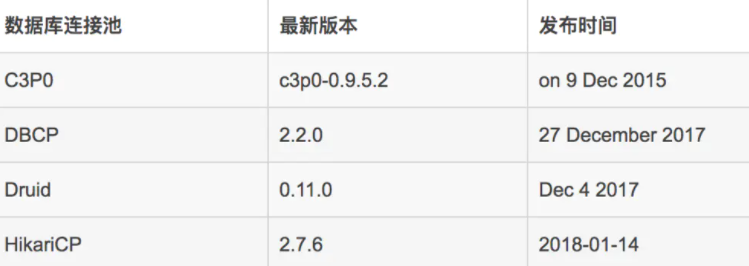 数据库连接池 最新版本 发布时间
C3P0 c3p0-0.9.5.2 on 9 Dec 2015
DBCP 2.2.0 27 December 2017
Druid 0.11.0 Dec 4 2017
HikariCP 2.7.6 2018-01-14